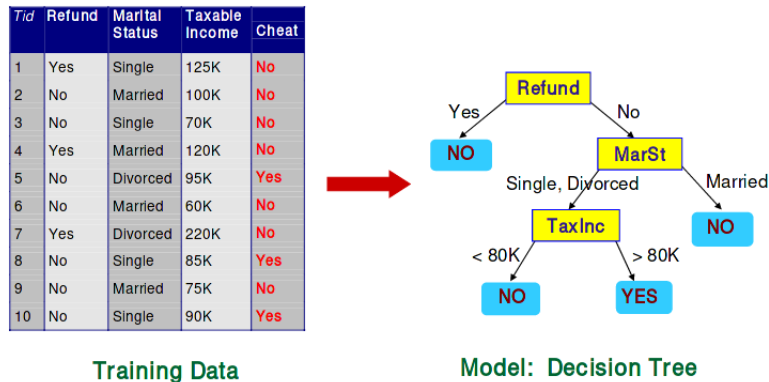 Tid Refund Marital Status Taxable Income Cheat
1 Yes Single 125K No
2 No Married 100K No
3 No Single 70K No
4 Yes Married 120K No
5 No Divorced 95K Yes
6 No Married 60K No
7 Yes Divorced 220K No
8 No Single 85K Yes
9 No Married 75K No
10 No Single 90K Yes
Training Data
Refund
Yes No
NO MarSt
Single, Divorced Married
TaxInc NO
< 80K > 80K
NO YES
Model: Decision Tree